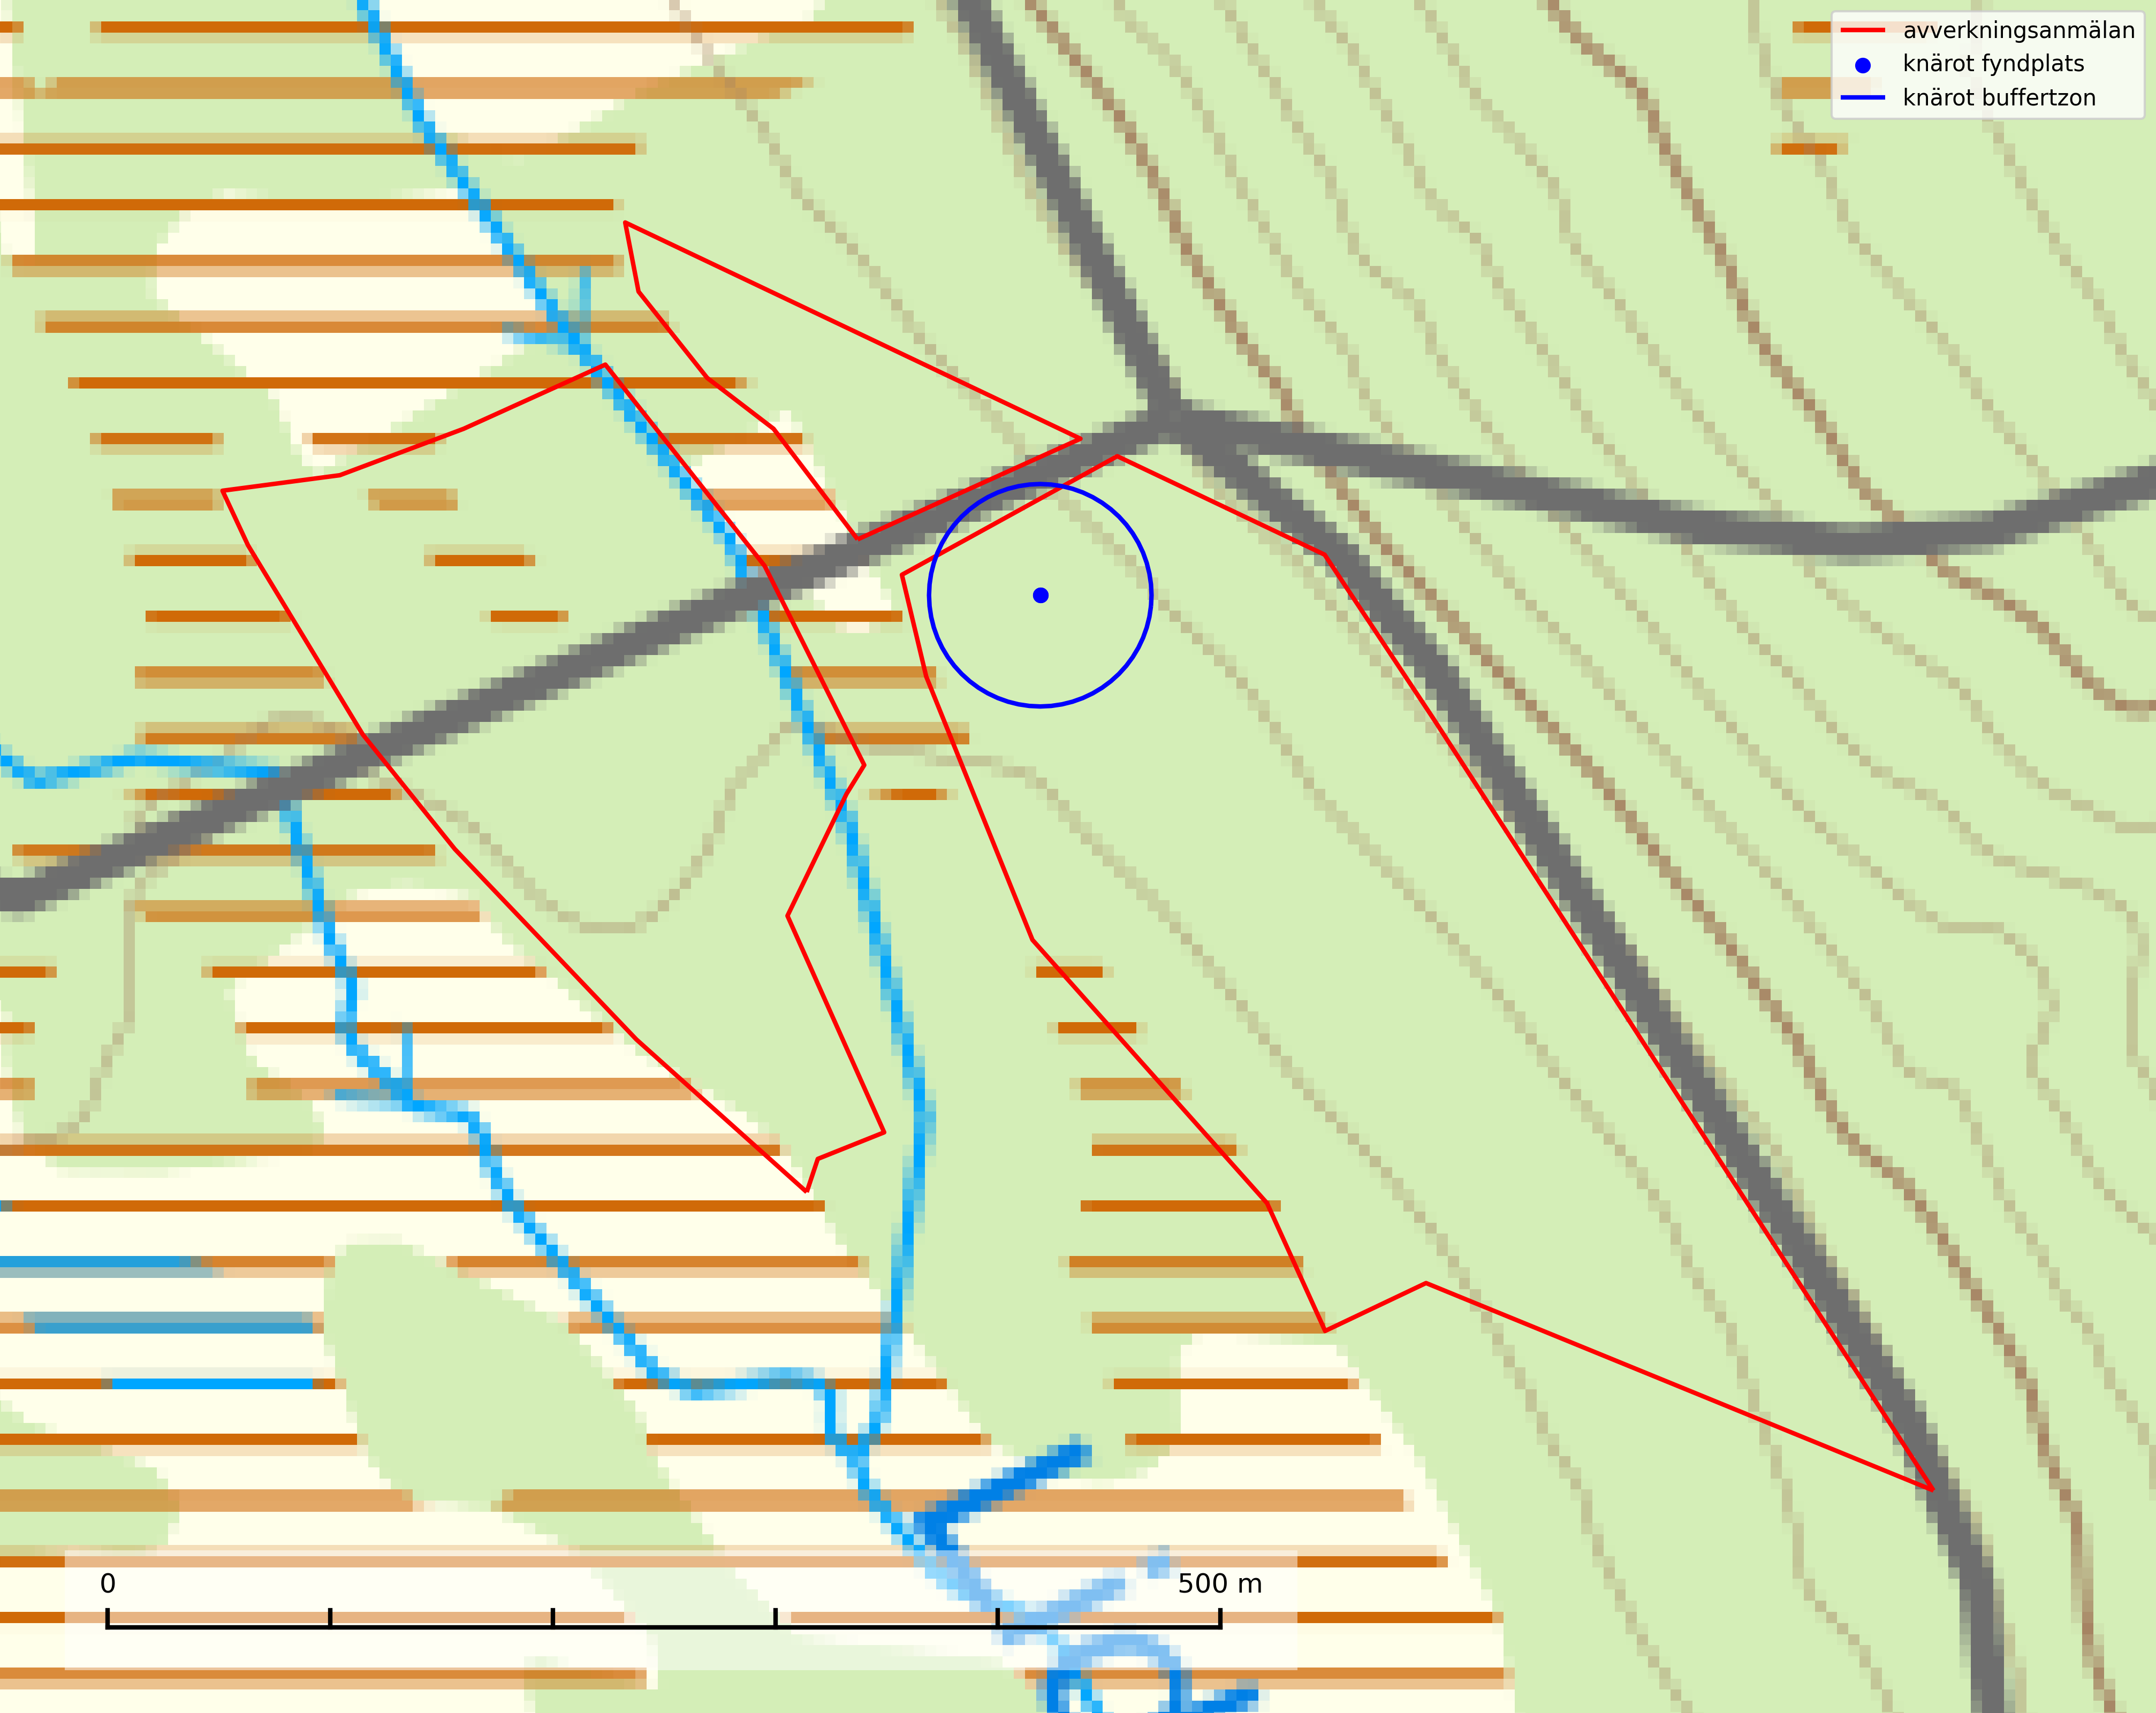 avverkningsanmälan
knärot fyndplats
knärot buffertzon
0
500 m